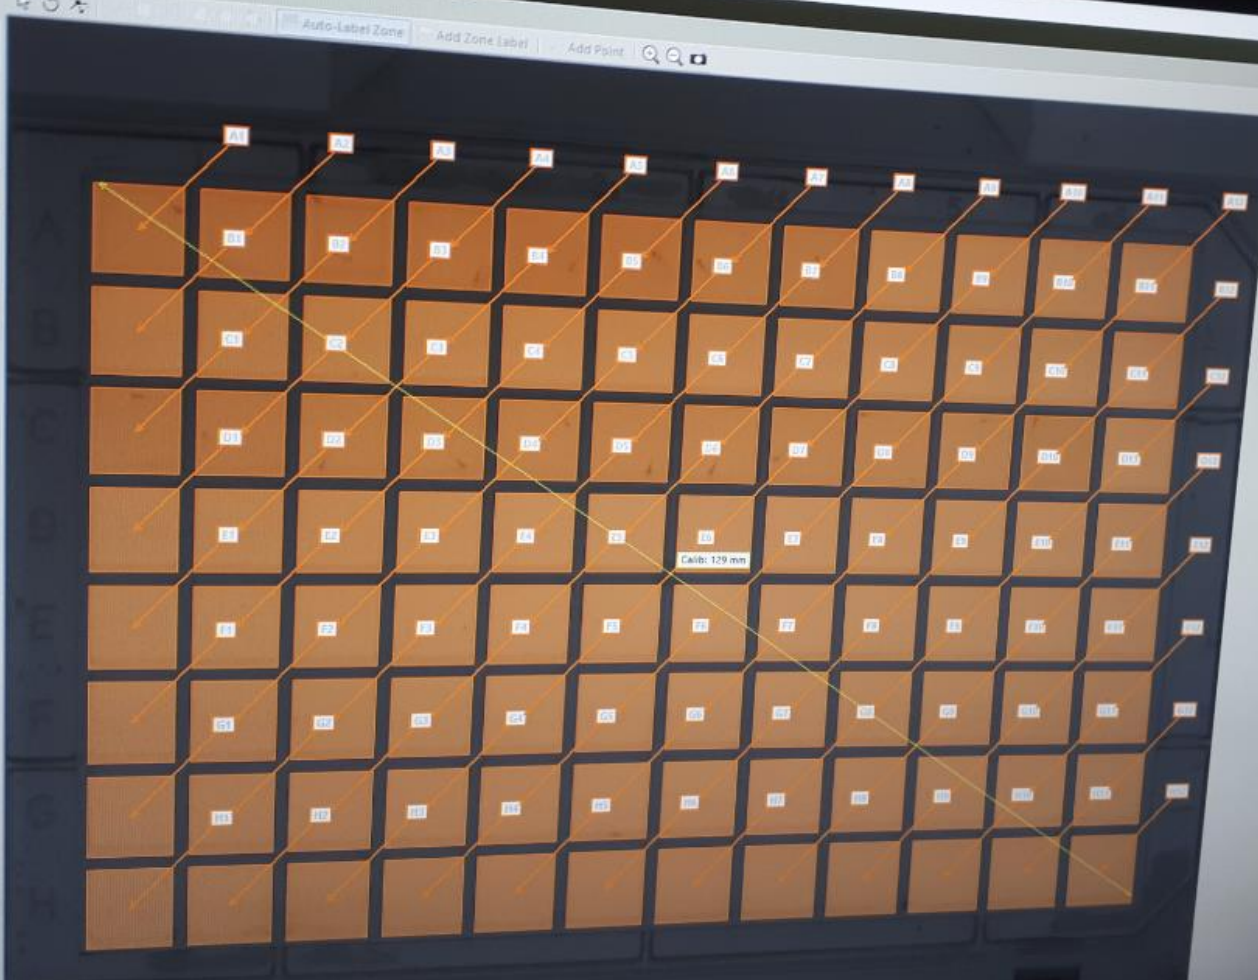 Auto-Label Zone Add Zone Label Add Point
A1 A2 A3 A4 A5 A6 A7 A8 A9 A10 A11 A12
A B1 B2 B3 B4 B5 B6 B7 B8 B9 B10 B11 B12
B C1 C2 C3 C4 C5 C6 C7 C8 C9 C10 C11 C12
C D1 D2 D3 D4 D5 D6 D7 D8 D9 D10 D11 D12
D E1 E2 E3 E4 E5 E6 E7 E8 E9 E10 E11 E12
Calib: 129 mm
E F1 F2 F3 F4 F5 F6 F7 F8 F9 F10 F11 F12
F G1 G2 G3 G4 G5 G6 G7 G8 G9 G10 G11 G12
G H1 H2 H3 H4 H5 H6 H7 H8 H9 H10 H11 H12
H